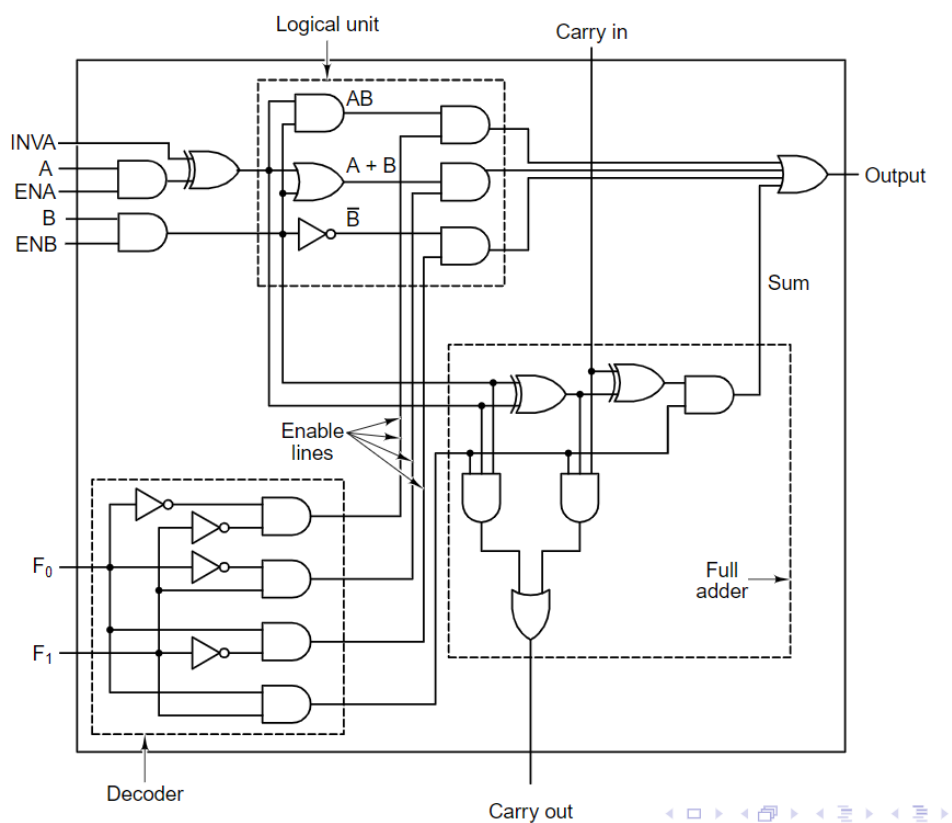 Logical unit
Carry in
INVA
A
ENA
B
ENB
AB
A + B
B̅
Output
Sum
Enable
lines
F₀
F₁
Full
adder
Decoder
Carry out